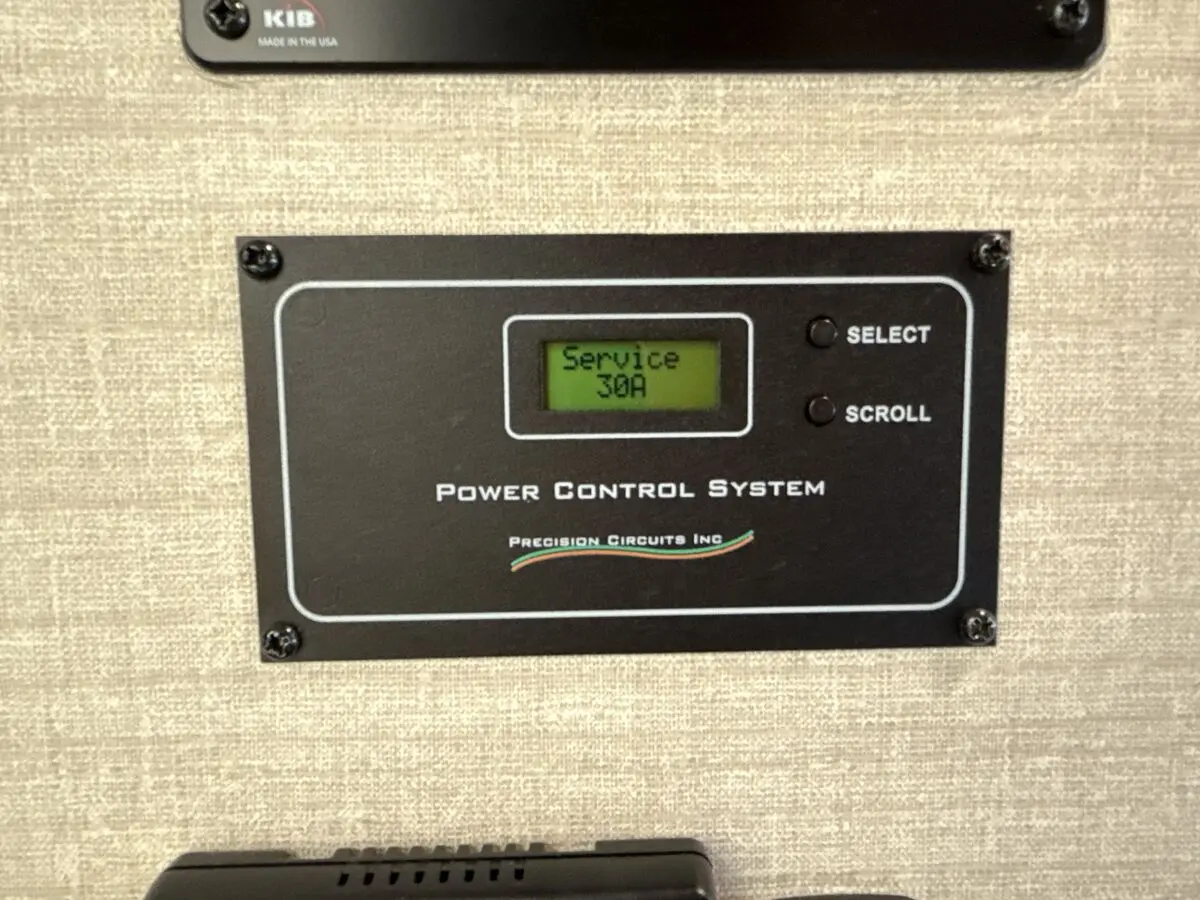 KIB
MADE IN THE USA
Service
30A
SELECT
SCROLL
POWER CONTROL SYSTEM
PRECISION CIRCUITS INC